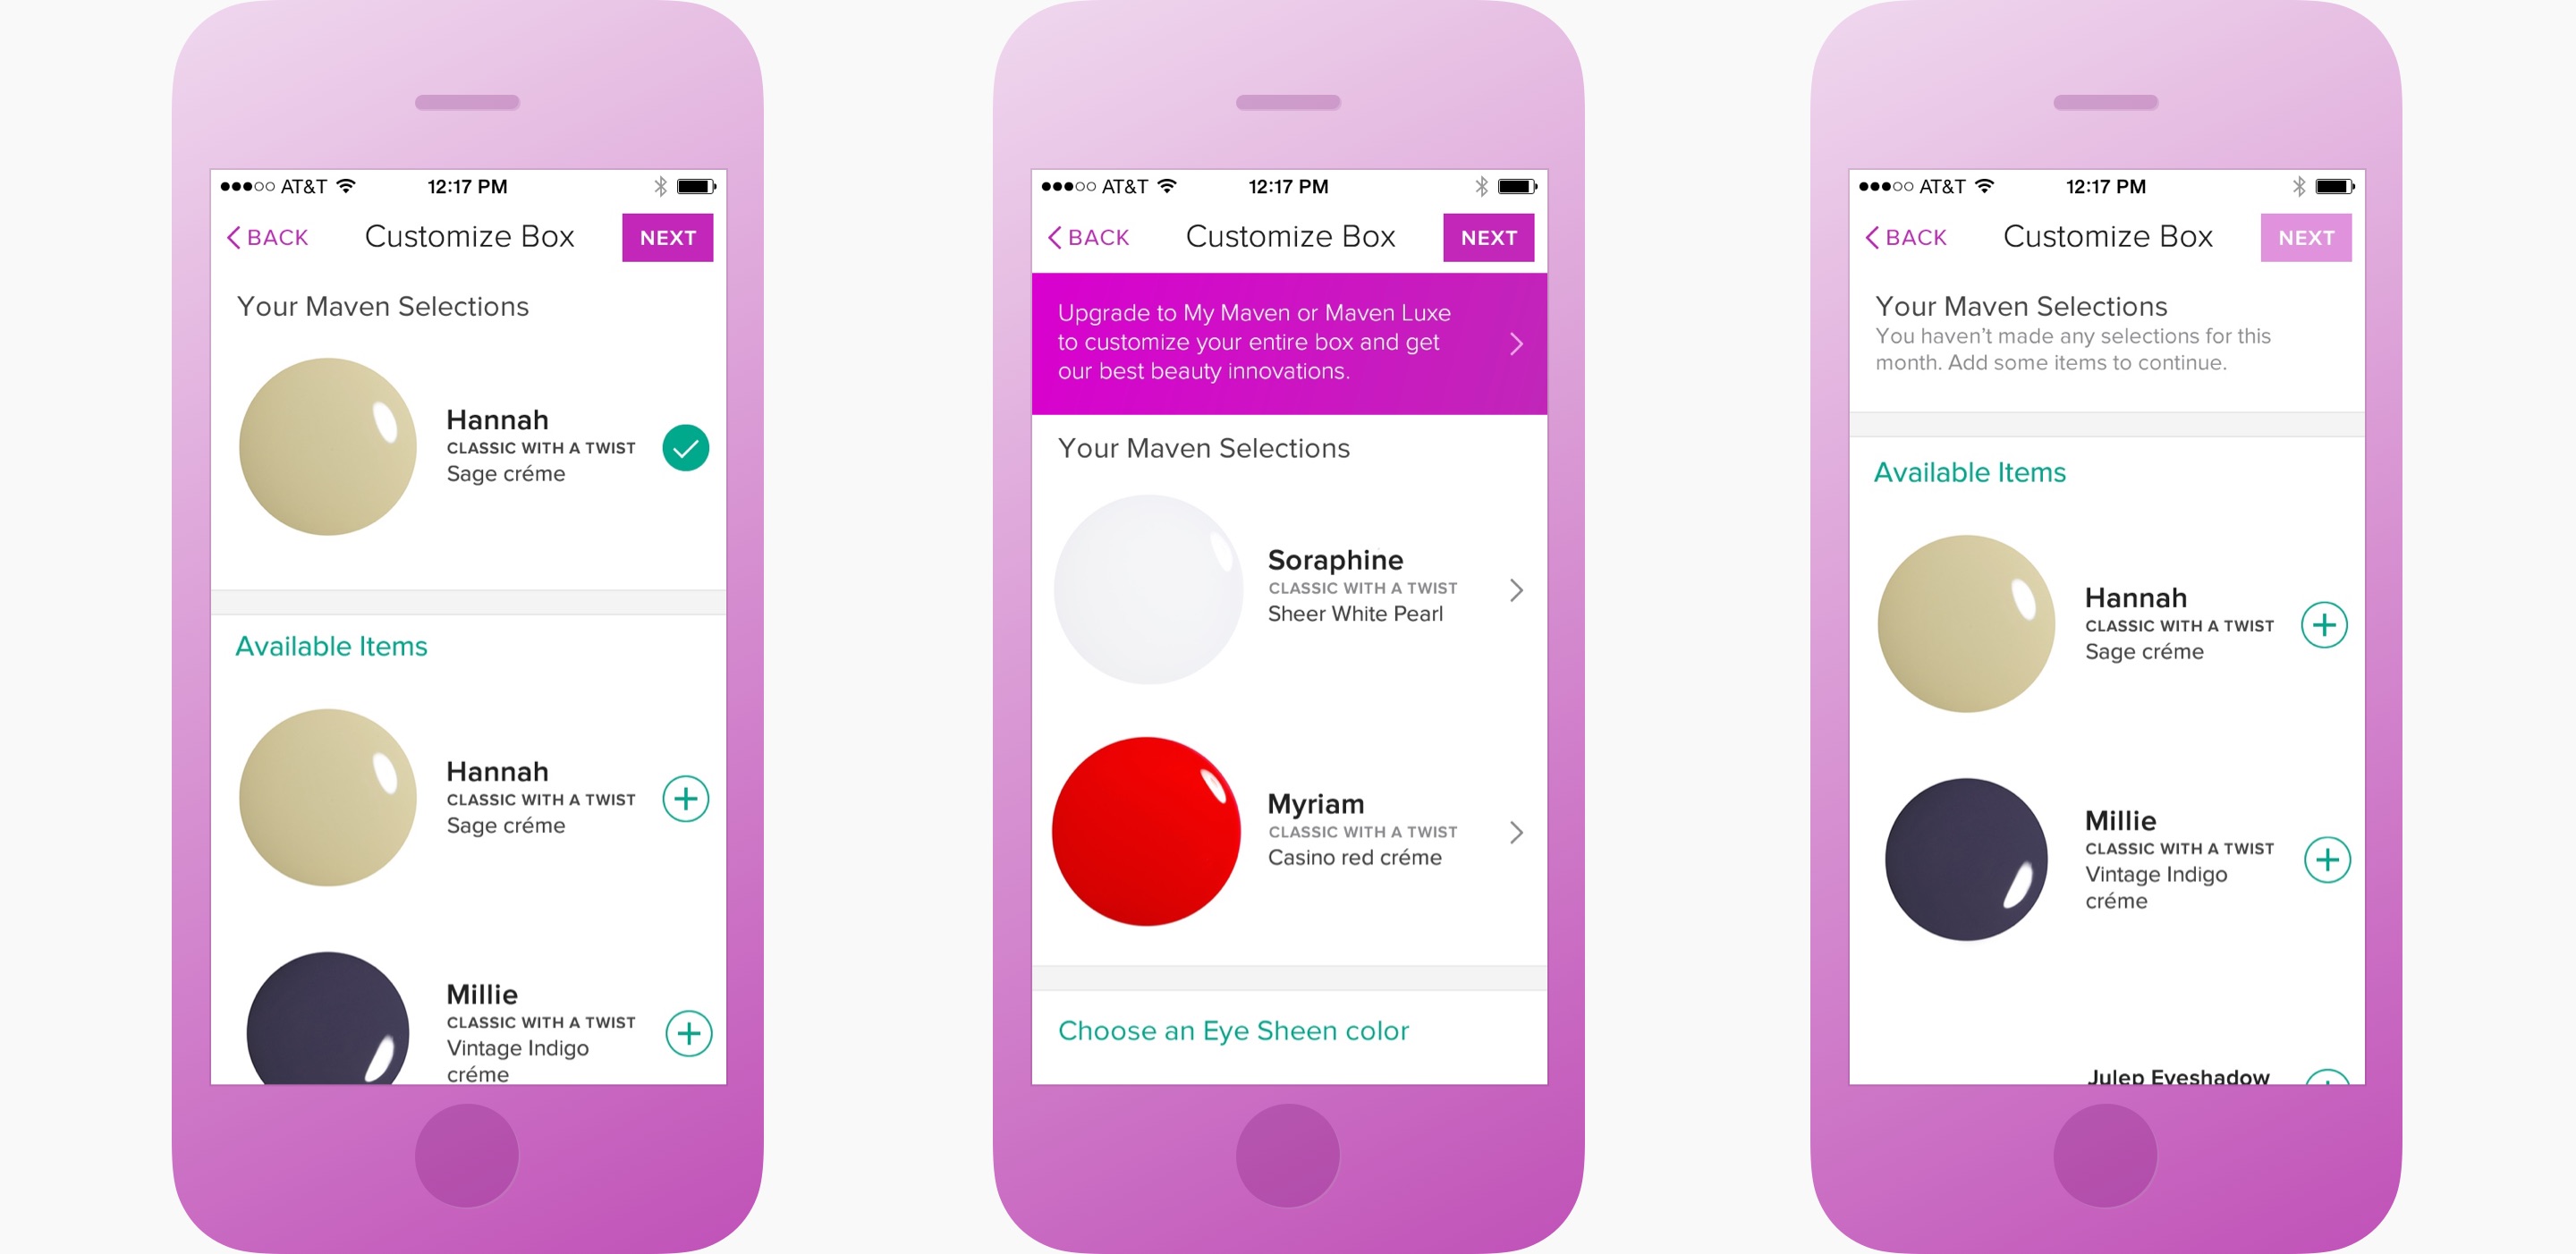 AT&T 12:17 PM
BACK Customize Box NEXT
Your Maven Selections
Hannah
CLASSIC WITH A TWIST
Sage créme
Available Items
Hannah
CLASSIC WITH A TWIST
Sage créme
Millie
CLASSIC WITH A TWIST
Vintage Indigo
créme
AT&T 12:17 PM
BACK Customize Box NEXT
Upgrade to My Maven or Maven Luxe
to customize your entire box and get
our best beauty innovations.
Your Maven Selections
Soraphine
CLASSIC WITH A TWIST
Sheer White Pearl
Myriam
CLASSIC WITH A TWIST
Casino red créme
Choose an Eye Sheen color
AT&T 12:17 PM
BACK Customize Box NEXT
Your Maven Selections
You haven't made any selections for this
month. Add some items to continue.
Available Items
Hannah
CLASSIC WITH A TWIST
Sage créme
Millie
CLASSIC WITH A TWIST
Vintage Indigo
créme
Julep Eyeshadow